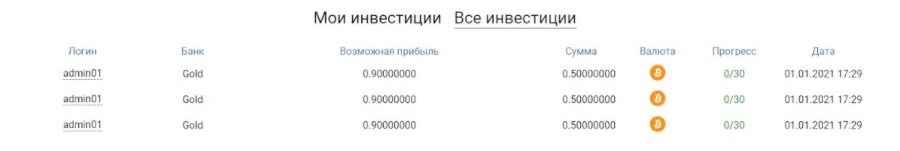 Мои инвестиции Все инвестиции
Логин Банк Возможная прибыль Сумма Валюта Прогресс Дата
admin01 Gold 0.90000000 0.50000000 0/30 01.01.2021 17:29
admin01 Gold 0.90000000 0.50000000 0/30 01.01.2021 17:29
admin01 Gold 0.90000000 0.50000000 0/30 01.01.2021 17:29